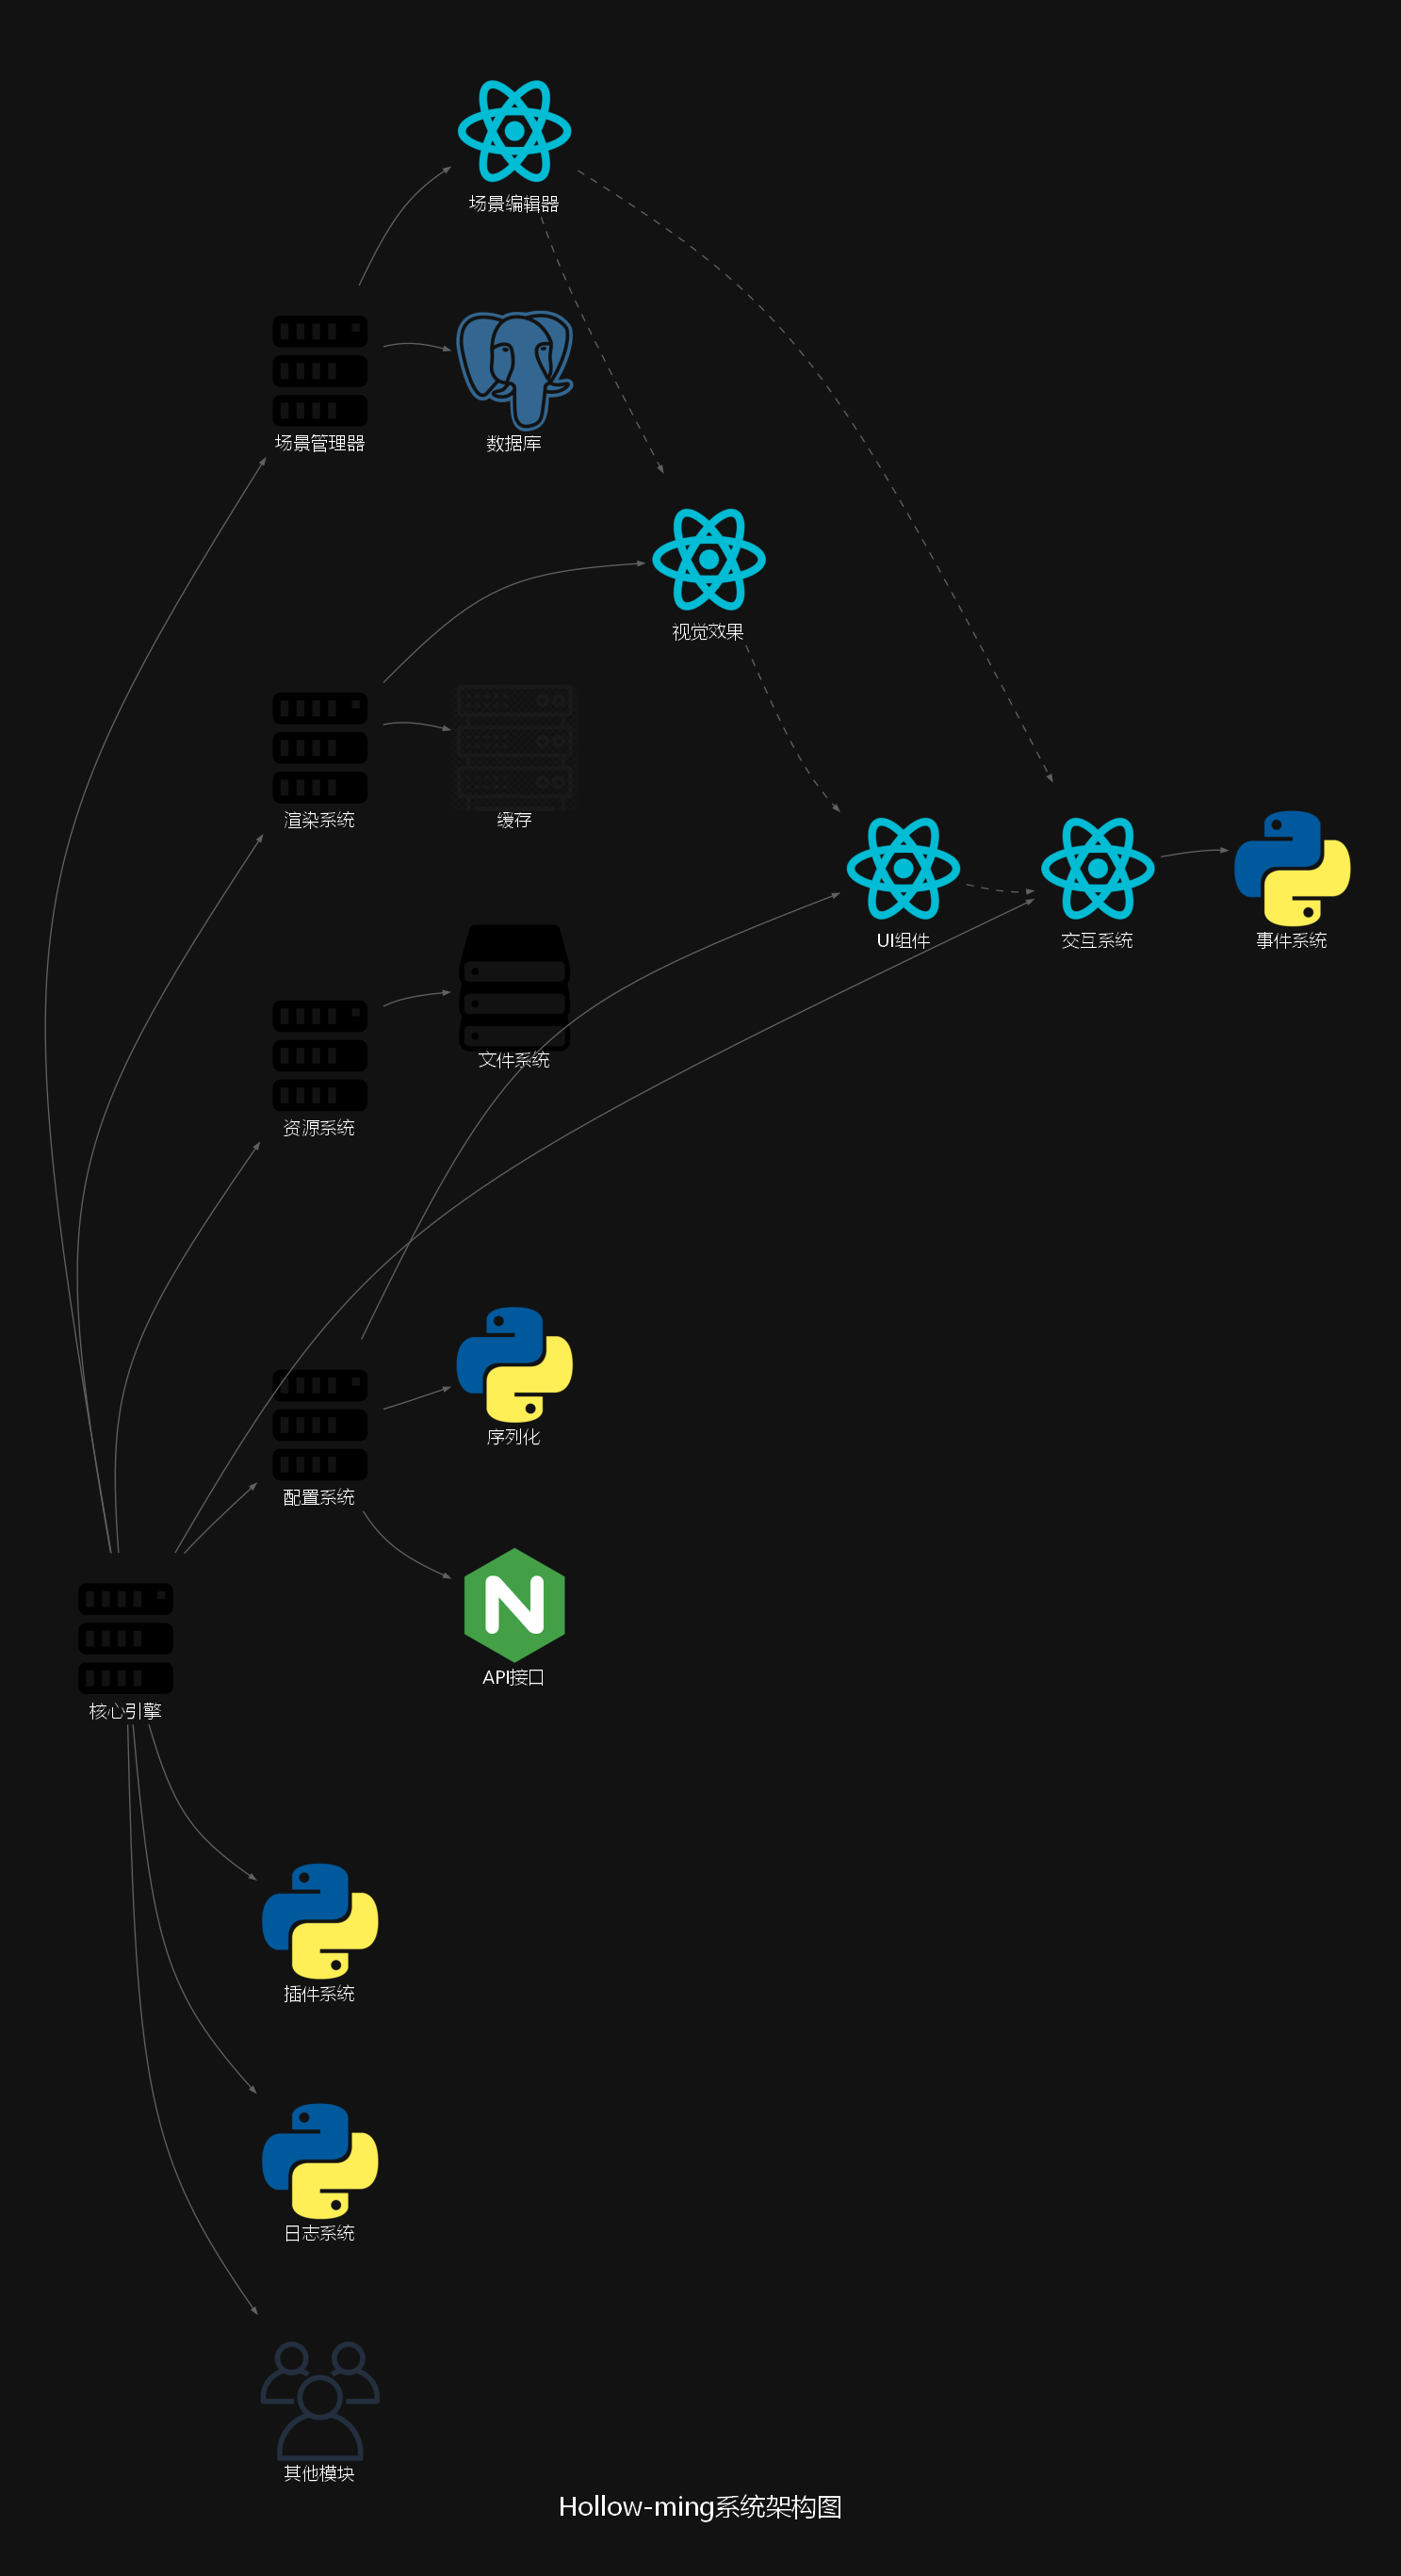 场景编辑器
场景管理器
数据库
视觉效果
渲染系统
缓存
UI组件
交互系统
事件系统
文件系统
资源系统
序列化
配置系统
API接口
核心引擎
插件系统
日志系统
其他模块
Hollow-ming系统架构图